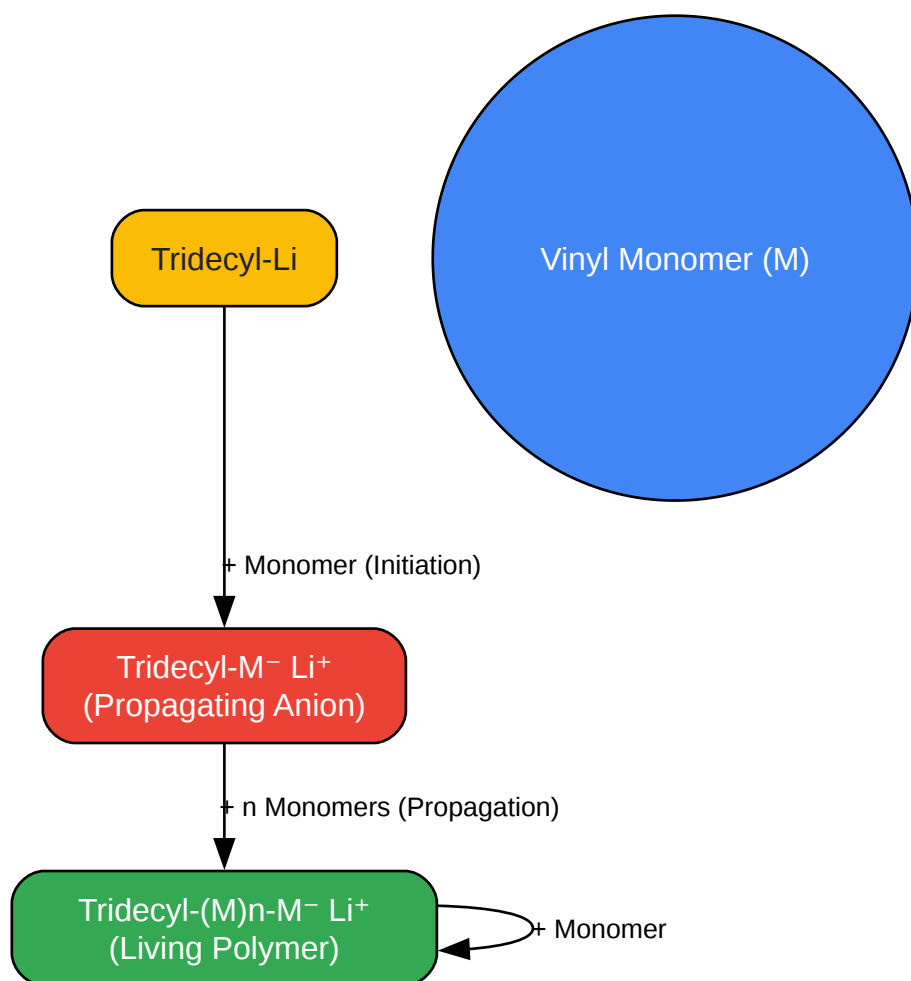 Tridecyl-Li
Vinyl Monomer (M)
+ Monomer (Initiation)
Tridecyl-M⁻ Li⁺
(Propagating Anion)
+ n Monomers (Propagation)
Tridecyl-(M)n-M⁻ Li⁺
(Living Polymer)
+ Monomer